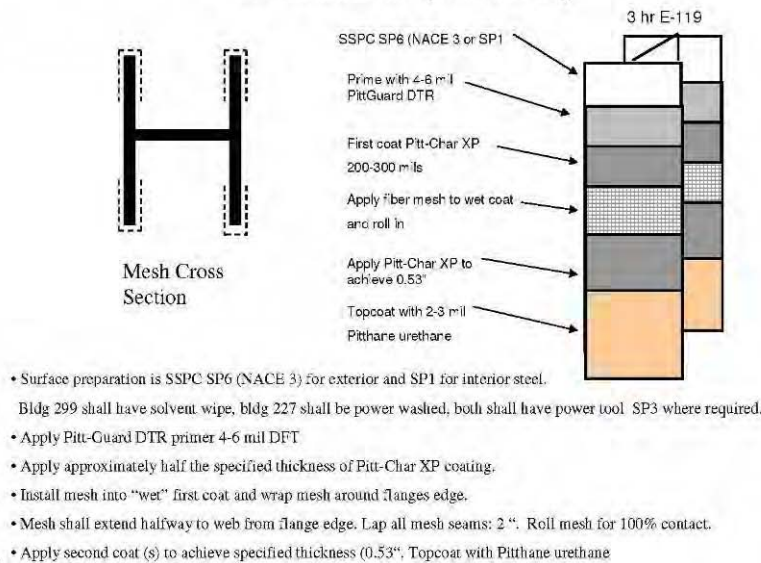 3 hr E-119
SSPC SP6 (NACE 3 or SP1
Prime with 4-6 mil
PittGuard DTR
First coat Pitt-Char XP
200-300 mils
Apply fiber mesh to wet coat
and roll in
Apply Pitt-Char XP to
achieve 0.53"
Topcoat with 2-3 mil
Pitthane urethane
Mesh Cross
Section
• Surface preparation is SSPC SP6 (NACE 3) for exterior and SP1 for interior steel.
Bldg 299 shall have solvent wipe, bldg 227 shall be power washed, both shall have power tool SP3 where required.
• Apply Pitt-Guard DTR primer 4-6 mil DFT
• Apply approximately half the specified thickness of Pitt-Char XP coating.
• Install mesh into “wet” first coat and wrap mesh around flanges edge.
• Mesh shall extend halfway to web from flange edge. Lap all mesh seams: 2 “. Roll mesh for 100% contact.
• Apply second coat (s) to achieve specified thickness (0.53“. Topcoat with Pitthane urethane